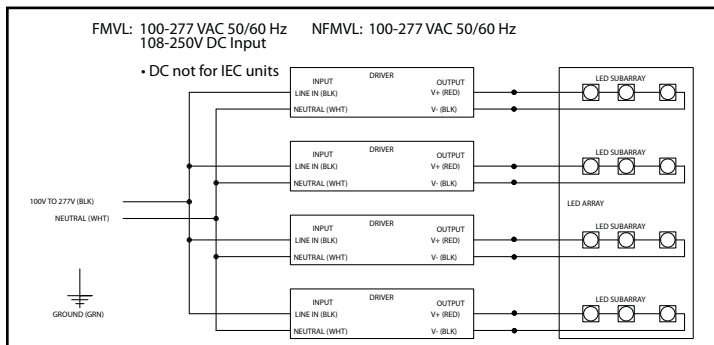 FMVL: 100-277 VAC 50/60 Hz NFMVL: 100-277 VAC 50/60 Hz
108-250V DC Input
• DC not for IEC units
DRIVER
INPUT OUTPUT
LINE IN (BLK) V+ (RED)
NEUTRAL (WHT) V- (BLK)
LED SUBARRAY
DRIVER
INPUT OUTPUT
LINE IN (BLK) V+ (RED)
NEUTRAL (WHT) V- (BLK)
LED SUBARRAY
100V TO 277V (BLK)
NEUTRAL (WHT)
LED ARRAY
DRIVER
INPUT OUTPUT
LINE IN (BLK) V+ (RED)
NEUTRAL (WHT) V- (BLK)
LED SUBARRAY
DRIVER
INPUT OUTPUT
LINE IN (BLK) V+ (RED)
NEUTRAL (WHT) V- (BLK)
LED SUBARRAY
GROUND (GRN)